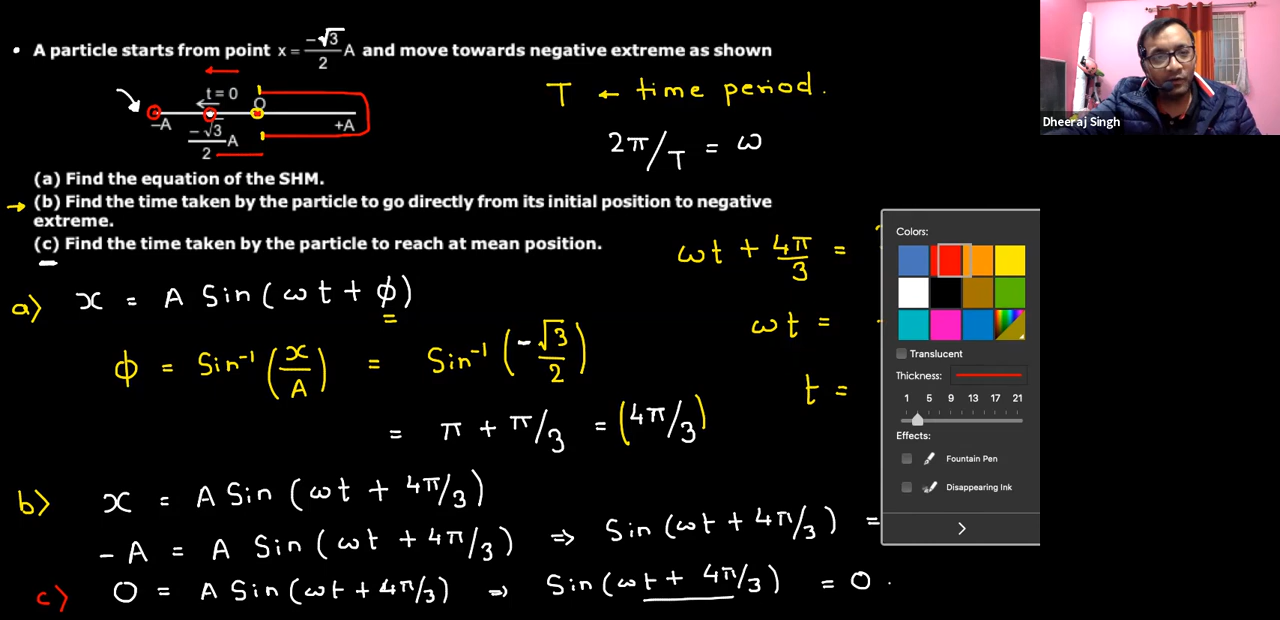 • A particle starts from point x = -√3/2 A and move towards negative extreme as shown
t = 0
O
-A
+A
-√3/2 A
(a) Find the equation of the SHM.
(b) Find the time taken by the particle to go directly from its initial position to negative
extreme.
(c) Find the time taken by the particle to reach at mean position.
T ← time period.
2π/T = ω
Dheeraj Singh
a) x = A Sin(ωt + φ)
φ = Sin⁻¹(x/A) = Sin⁻¹(-√3/2)
= π + π/3 = (4π/3)
ωt + 4π/3 =
ωt =
t =
b) x = A Sin(ωt + 4π/3)
-A = A Sin(ωt + 4π/3) ⇒ Sin(ωt + 4π/3) =
c) 0 = A Sin(ωt + 4π/3) ⇒ Sin(ωt + 4π/3) = 0.
Colors:
Translucent
Thickness:
1 5 9 13 17 21
Effects:
Fountain Pen
Disappearing Ink